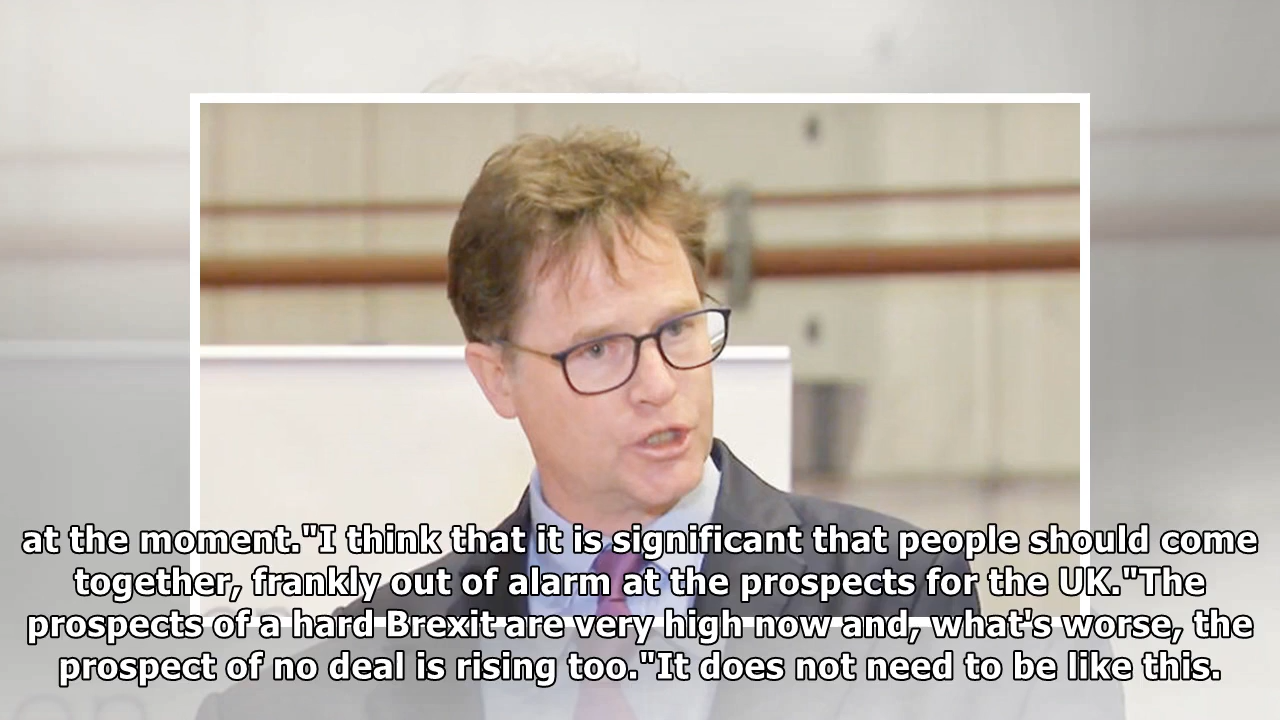 at the moment."I think that it is significant that people should come
together, frankly out of alarm at the prospects for the UK."The
prospects of a hard Brexit are very high now and, what's worse, the
prospect of no deal is rising too."It does not need to be like this.